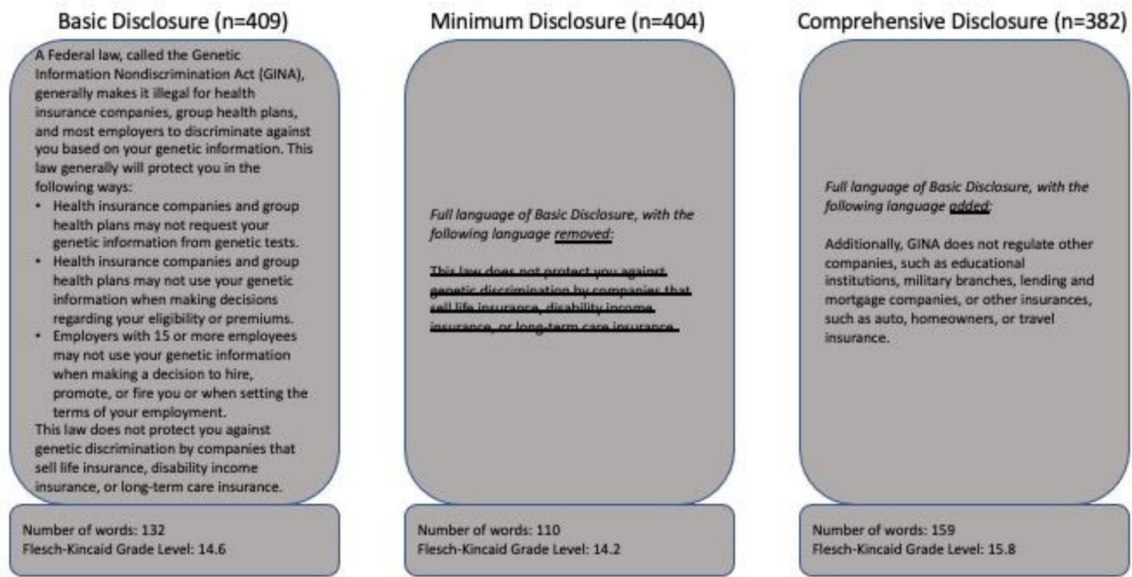 Basic Disclosure (n=409)
A Federal law, called the Genetic
Information Nondiscrimination Act (GINA),
generally makes it illegal for health
insurance companies, group health plans,
and most employers to discriminate against
you based on your genetic information. This
law generally will protect you in the
following ways:
• Health insurance companies and group
health plans may not request your
genetic information from genetic tests.
• Health insurance companies and group
health plans may not use your genetic
information when making decisions
regarding your eligibility or premiums.
• Employers with 15 or more employees
may not use your genetic information
when making a decision to hire,
promote, or fire you or when setting the
terms of your employment.
This law does not protect you against
genetic discrimination by companies that
sell life insurance, disability income
insurance, or long-term care insurance.
Number of words: 132
Flesch-Kincaid Grade Level: 14.6
Minimum Disclosure (n=404)
Full language of Basic Disclosure, with the
following language removed:
This law does not protect you against
genetic discrimination by companies that
sell life insurance, disability income
insurance, or long-term care insurance.
Number of words: 110
Flesch-Kincaid Grade Level: 14.2
Comprehensive Disclosure (n=382)
Full language of Basic Disclosure, with the
following language added:
Additionally, GINA does not regulate other
companies, such as educational
institutions, military branches, lending and
mortgage companies, or other insurances,
such as auto, homeowners, or travel
insurance.
Number of words: 159
Flesch-Kincaid Grade Level: 15.8